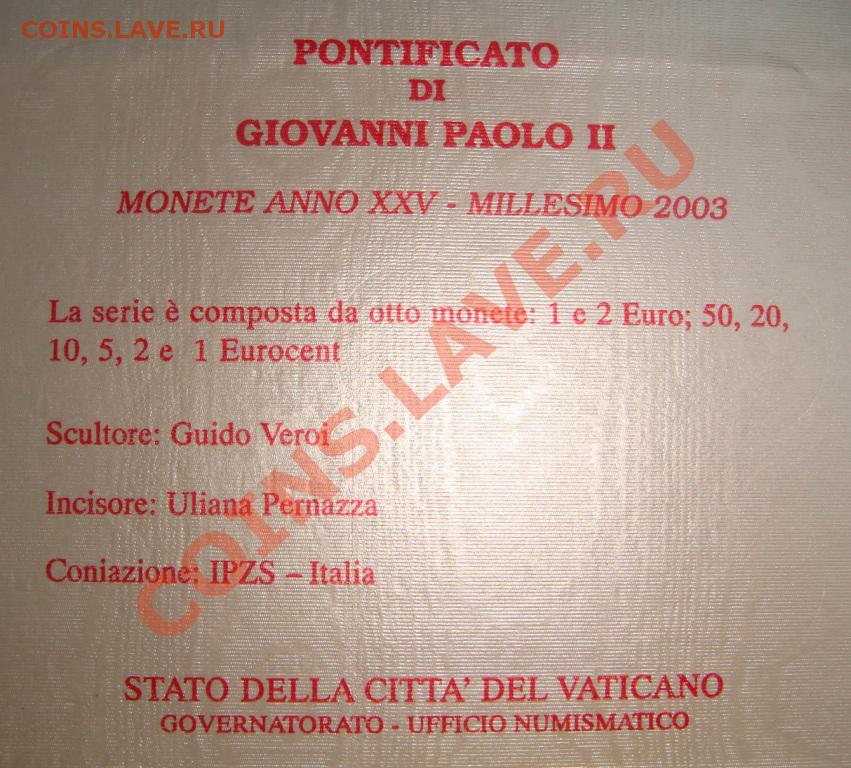 COINS.LAVE.RU
PONTIFICATO
DI
GIOVANNI PAOLO II
MONETE ANNO XXV - MILLESIMO 2003
La serie è composta da otto monete: 1 e 2 Euro; 50, 20,
10, 5, 2 e 1 Eurocent
Scultore: Guido Veroi
Incisore: Uliana Pernazza
Coniazione: IPZS – Italia
STATO DELLA CITTA' DEL VATICANO
GOVERNATORATO - UFFICIO NUMISMATICO
COINS.LAVE.RU